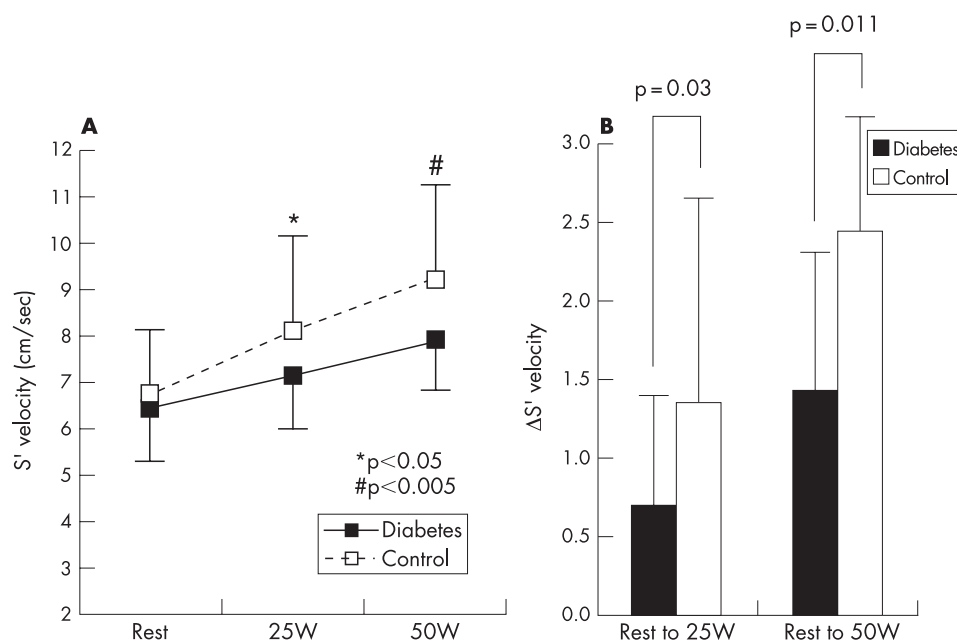 A
12
11
10
9
8
7
6
5
4
3
2
S' velocity (cm/sec)
*
#
*p<0.05
#p<0.005
Diabetes
Control
Rest
25W
50W
B
p = 0.03
p = 0.011
Diabetes
Control
3.0
2.5
2.0
1.5
1.0
0.5
0.0
ΔS' velocity
Rest to 25W
Rest to 50W